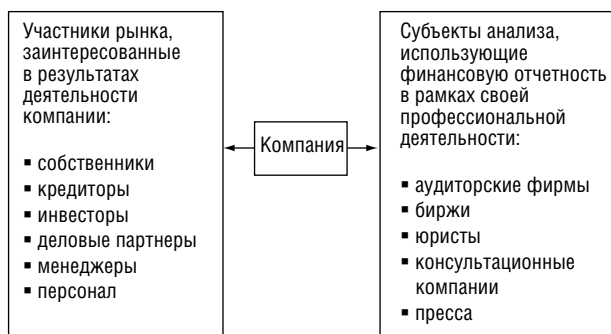 Участники рынка,
заинтересованные
в результатах
деятельности
компании:
▪ собственники
▪ кредиторы
▪ инвесторы
▪ деловые партнеры
▪ менеджеры
▪ персонал
Компания
Субъекты анализа,
использующие
финансовую отчетность
в рамках своей
профессиональной
деятельности:
▪ аудиторские фирмы
▪ биржи
▪ юристы
▪ консультационные
компании
▪ пресса